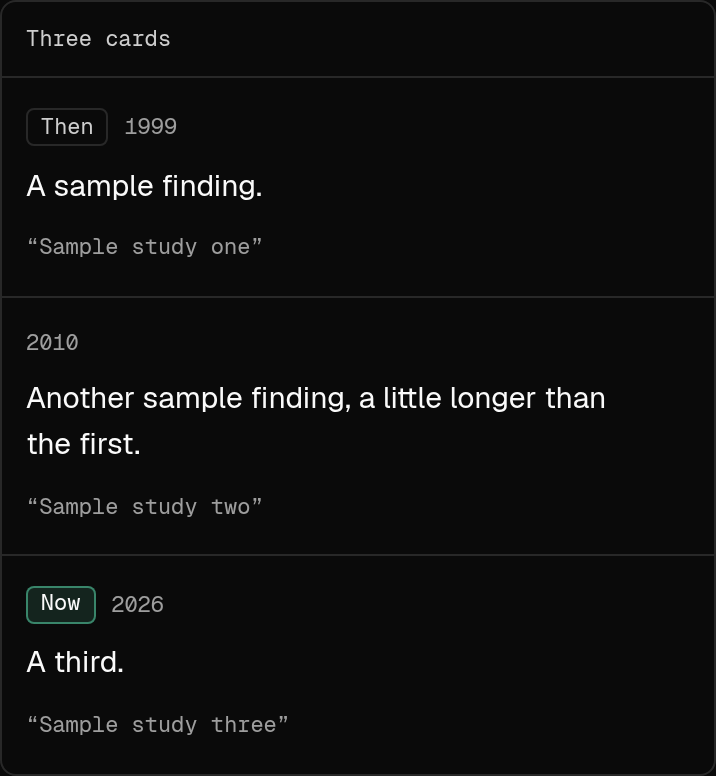 Three cards
Then 1999
A sample finding.
“Sample study one”
2010
Another sample finding, a little longer than
the first.
“Sample study two”
Now 2026
A third.
“Sample study three”